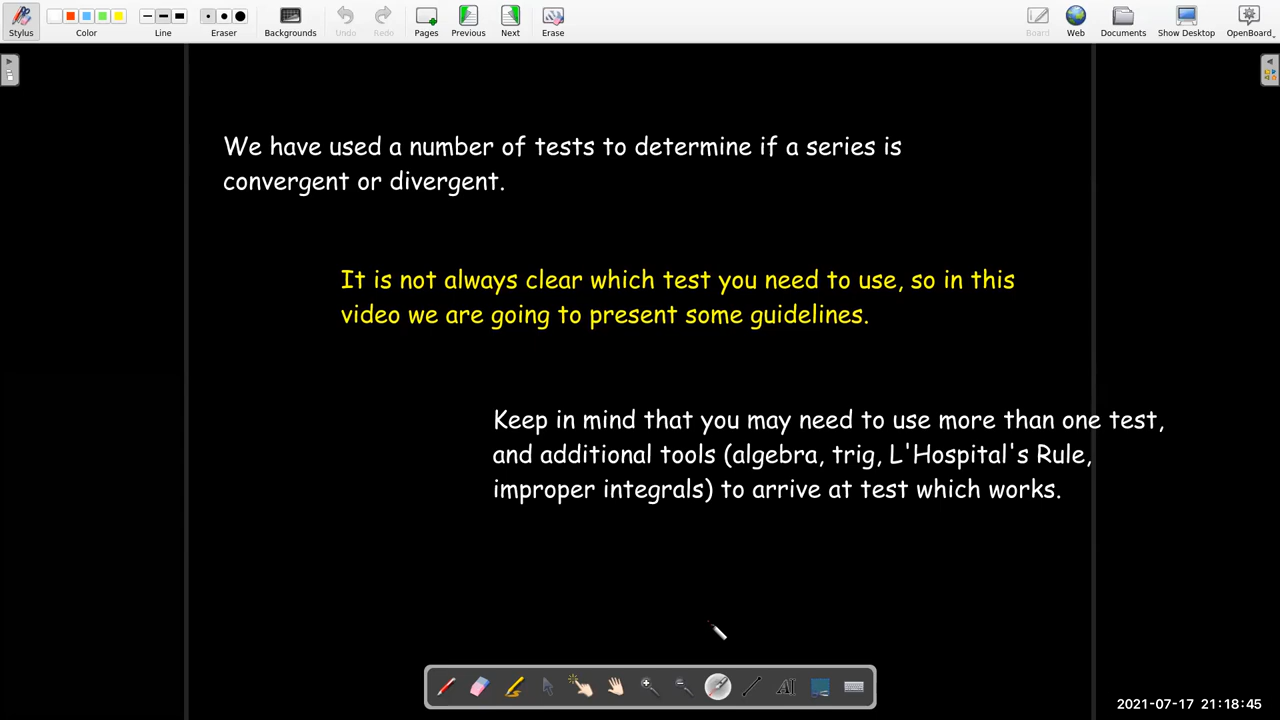 Stylus
Color
Line
Eraser
Backgrounds
Undo
Redo
Pages
Previous
Next
Erase
Board
Web
Documents
Show Desktop
OpenBoard
We have used a number of tests to determine if a series is
convergent or divergent.
It is not always clear which test you need to use, so in this
video we are going to present some guidelines.
Keep in mind that you may need to use more than one test,
and additional tools (algebra, trig, L'Hospital's Rule,
improper integrals) to arrive at test which works.
AI
2021-07-17 21:18:45